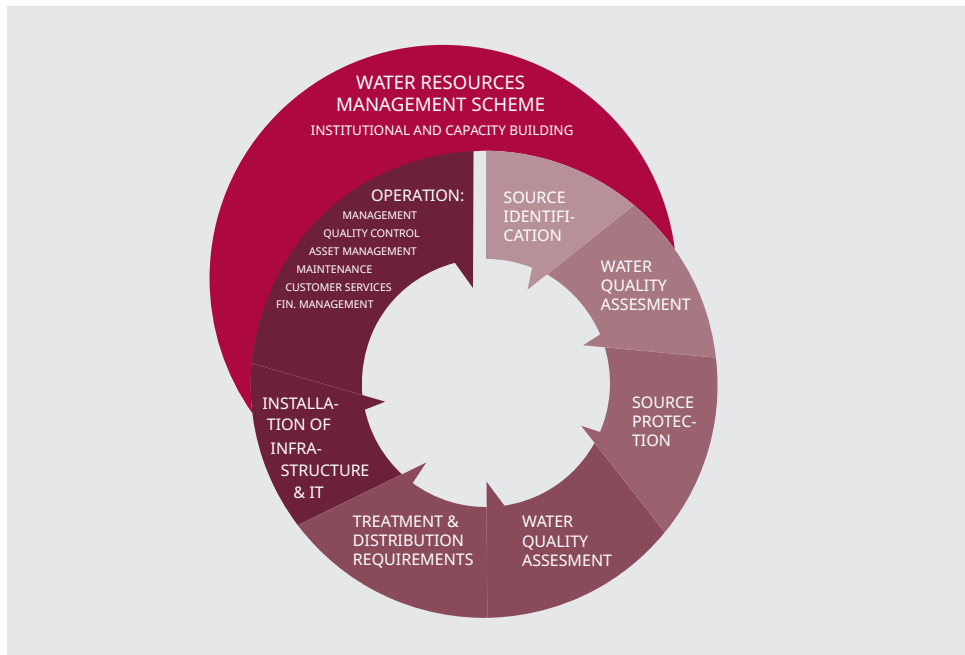 WATER RESOURCES
MANAGEMENT SCHEME
INSTITUTIONAL AND CAPACITY BUILDING
OPERATION:
MANAGEMENT
QUALITY CONTROL
ASSET MANAGEMENT
MAINTENANCE
CUSTOMER SERVICES
FIN. MANAGEMENT
SOURCE
IDENTIFI-
CATION
WATER
QUALITY
ASSESMENT
SOURCE
PROTEC-
TION
WATER
QUALITY
ASSESMENT
TREATMENT &
DISTRIBUTION
REQUIREMENTS
INSTALLA-
TION OF
INFRA-
STRUCTURE
& IT